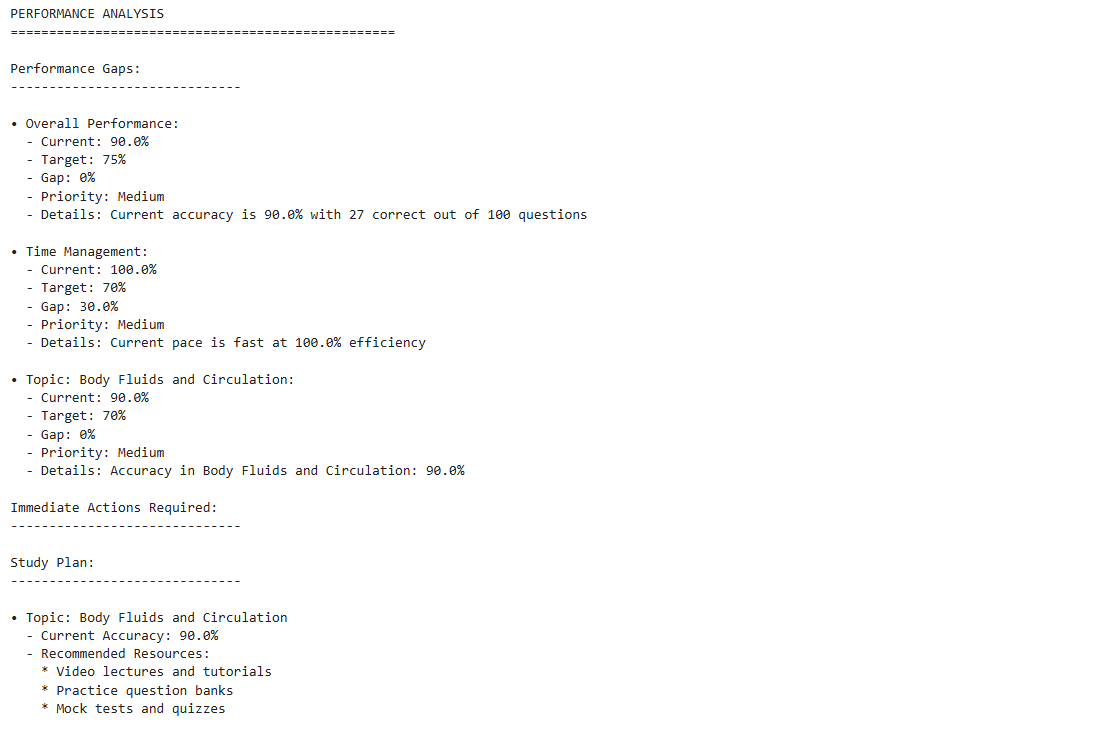 PERFORMANCE ANALYSIS
==================================================
Performance Gaps:
------------------------------
• Overall Performance:
- Current: 90.0%
- Target: 75%
- Gap: 0%
- Priority: Medium
- Details: Current accuracy is 90.0% with 27 correct out of 100 questions
• Time Management:
- Current: 100.0%
- Target: 70%
- Gap: 30.0%
- Priority: Medium
- Details: Current pace is fast at 100.0% efficiency
• Topic: Body Fluids and Circulation:
- Current: 90.0%
- Target: 70%
- Gap: 0%
- Priority: Medium
- Details: Accuracy in Body Fluids and Circulation: 90.0%
Immediate Actions Required:
------------------------------
Study Plan:
------------------------------
• Topic: Body Fluids and Circulation
- Current Accuracy: 90.0%
- Recommended Resources:
* Video lectures and tutorials
* Practice question banks
* Mock tests and quizzes